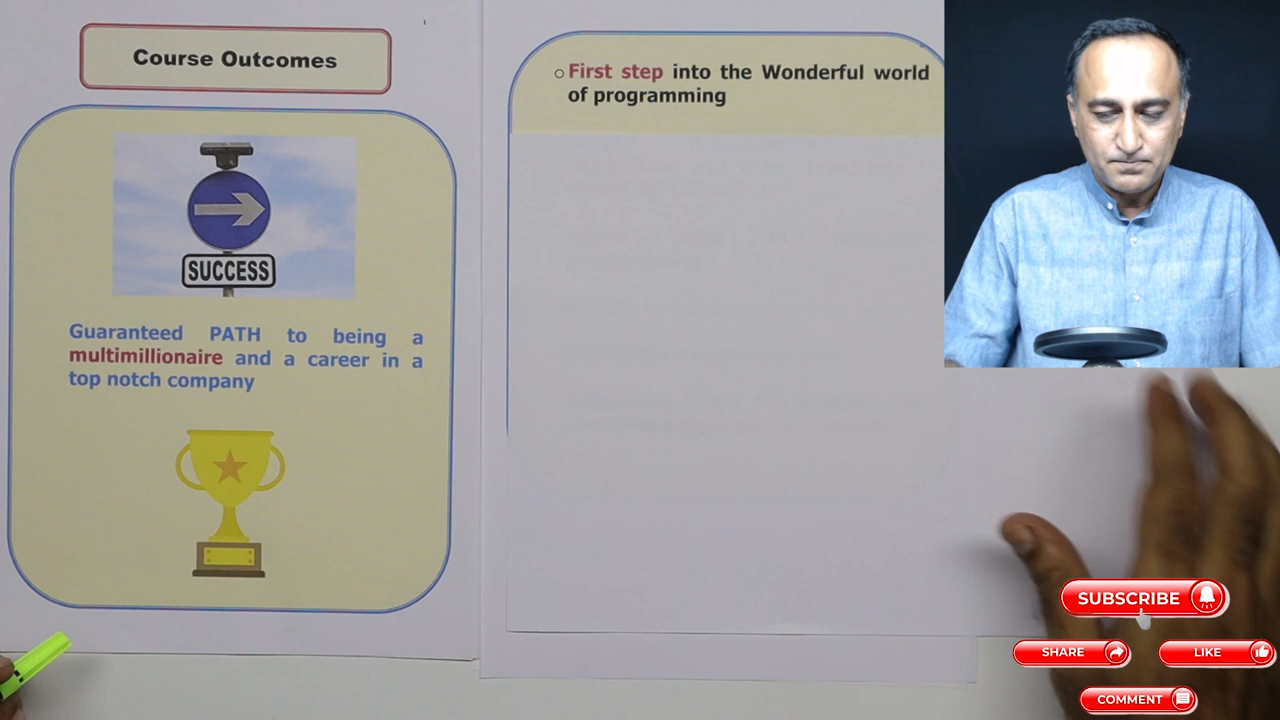 Course Outcomes
SUCCESS
Guaranteed PATH to being a
multimillionaire and a career in a
top notch company
1
First step into the Wonderful world
of programming
SUBSCRIBE
SHARE
LIKE
COMMENT